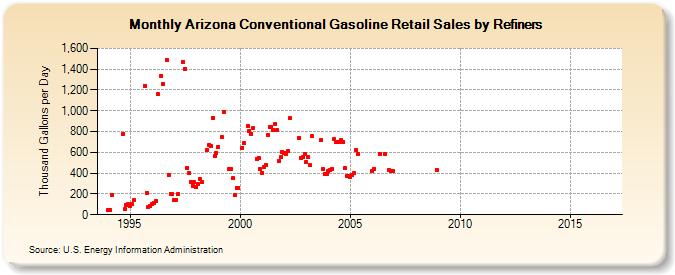 Monthly Arizona Conventional Gasoline Retail Sales by Refiners
Thousand Gallons per Day
1,600
1,400
1,200
1,000
800
600
400
200
0
1995 2000 2005 2010 2015
Source: U.S. Energy Information Administration